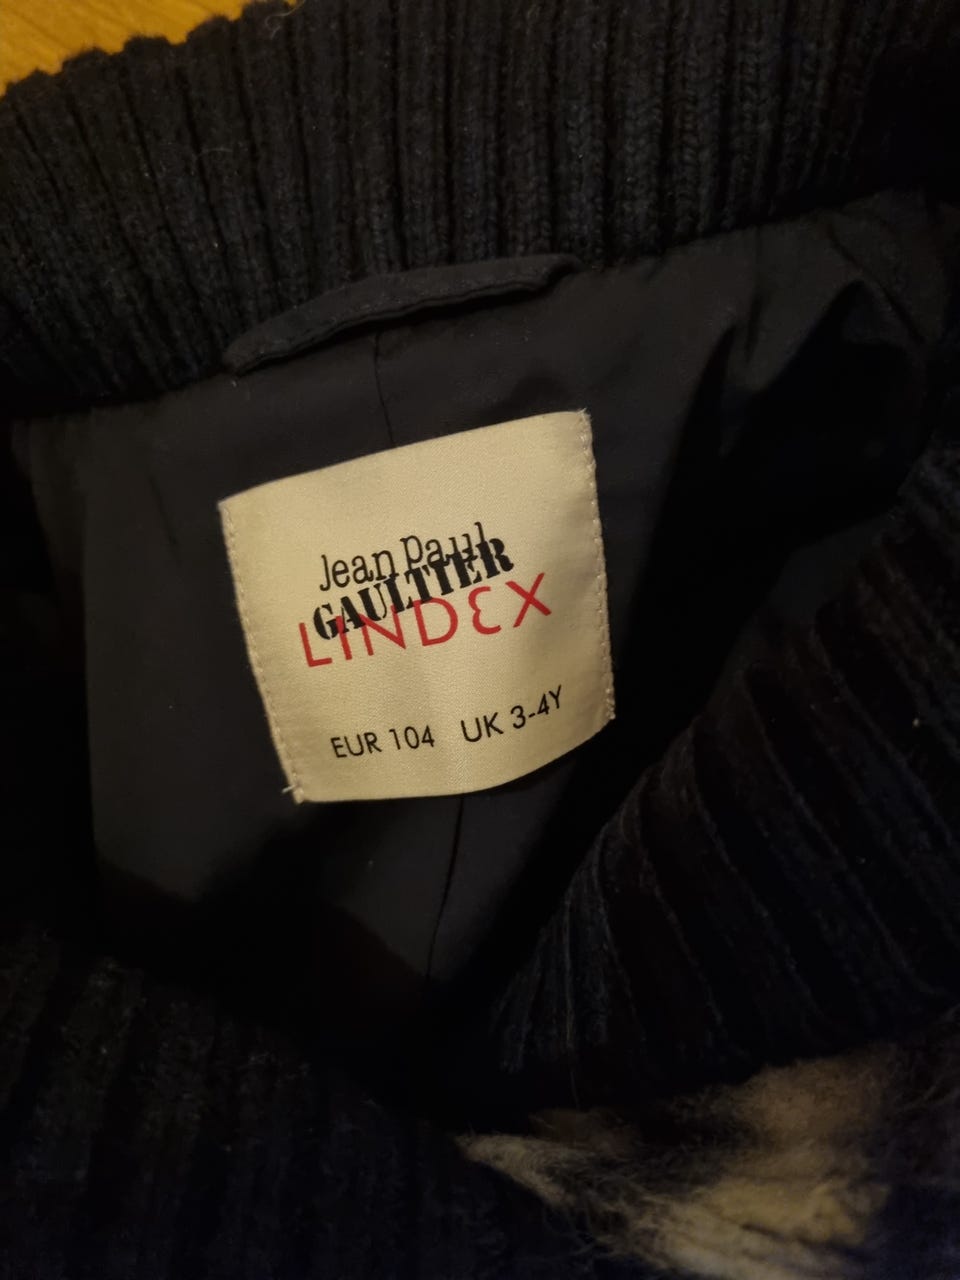 Jean Paul
GAULTIER
LINDEX
EUR 104 UK 3-4Y